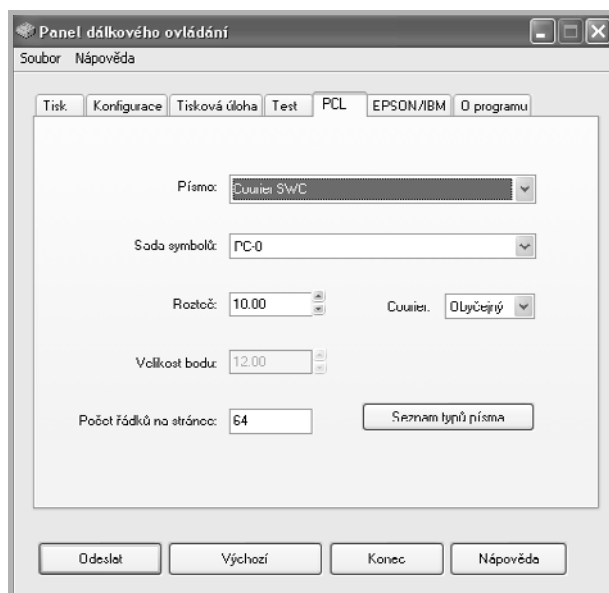 Panel dálkového ovládání
Soubor Nápověda
Tisk Konfigurace Tisková úloha Test PCL EPSON/IBM O programu
Písmo: Courier SWC
Sada symbolů: PC-8
Rozteč: 10.00 Courier: Obyčejný
Velikost bodu: 12.00
Počet řádků na stránce: 64
Seznam typů písma
Odeslat Výchozí Konec Nápověda